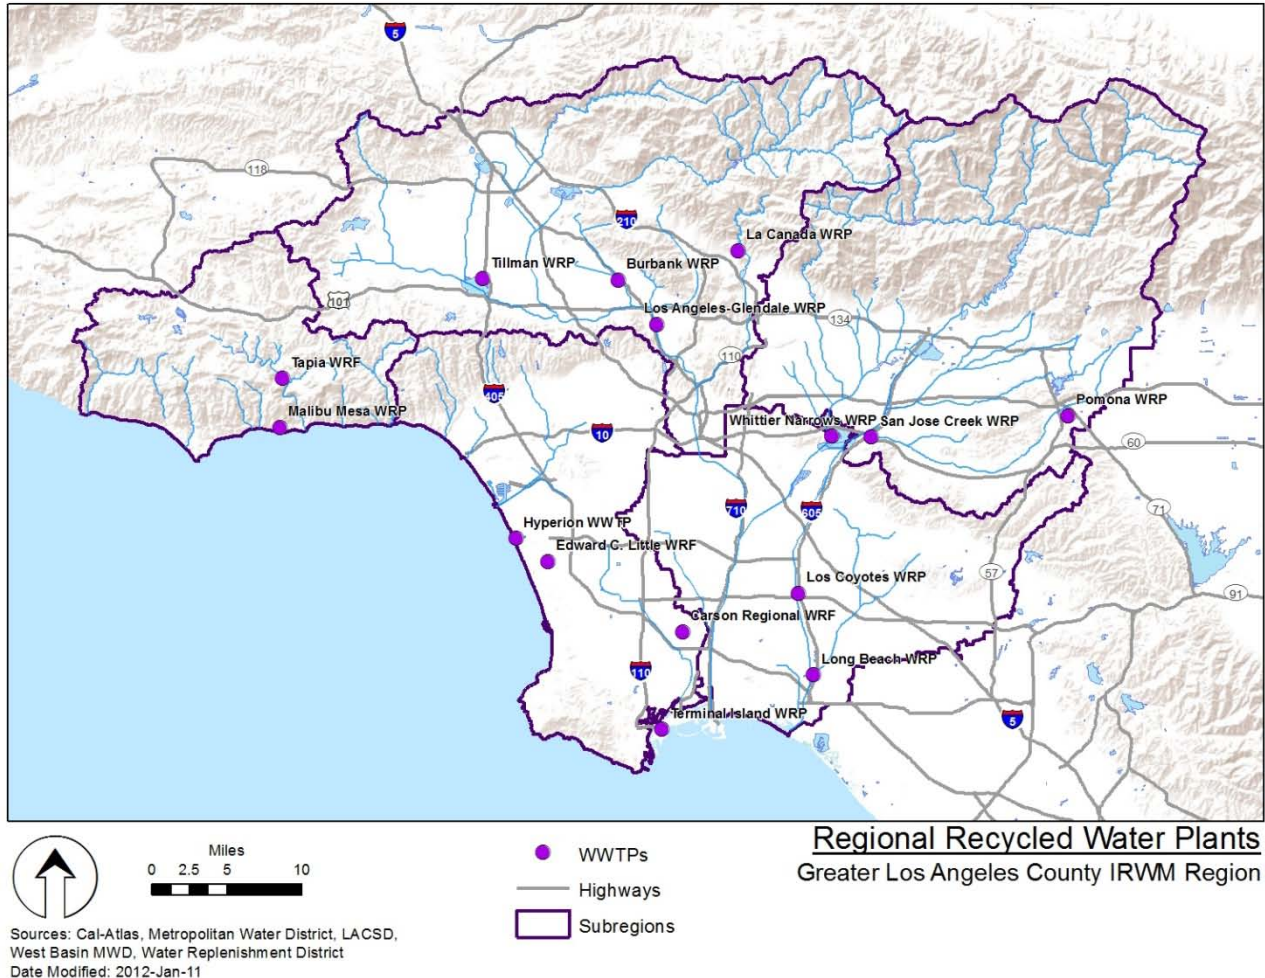 5
118
210
La Canada WRP
Tillman WRP
Burbank WRP
101
Los Angeles-Glendale WRP
134
110
Tapia WRF
405
Malibu Mesa WRP
Pomona WRP
Whittier Narrows WRP
San Jose Creek WRP
10
60
710
605
71
Hyperion WWTP
Edward C. Little WRF
57
Los Coyotes WRP
91
Carson Regional WRF
Long Beach WRP
110
Terminal Island WRP
5
Regional Recycled Water Plants
Greater Los Angeles County IRWM Region
Miles
0 2.5 5 10
WWTPs
Highways
Subregions
Sources: Cal-Atlas, Metropolitan Water District, LACSD,
West Basin MWD, Water Replenishment District
Date Modified: 2012-Jan-11